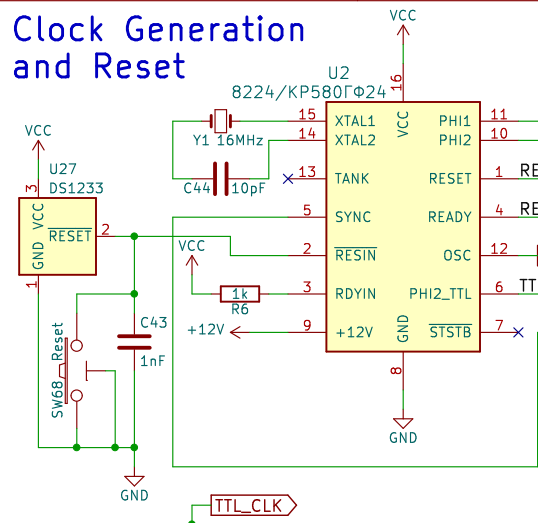 Clock Generation
and Reset
VCC
U2
8224/КР580ГФ24
16
VCC
15
XTAL1
PHI1
11
Y1 16MHz
14
XTAL2
PHI2
10
VCC
U27
DS1233
3
VCC
C44
10pF
13
TANK
RESET
1
RE
5
SYNC
READY
4
RE
RESET
2
GND
1
VCC
2
RESIN
OSC
12
1k
R6
3
RDYIN
PHI2_TTL
6
TT
+12V
9
+12V
GND
STSTB
7
8
GND
C43
1nF
SW68
Reset
GND
TTL_CLK